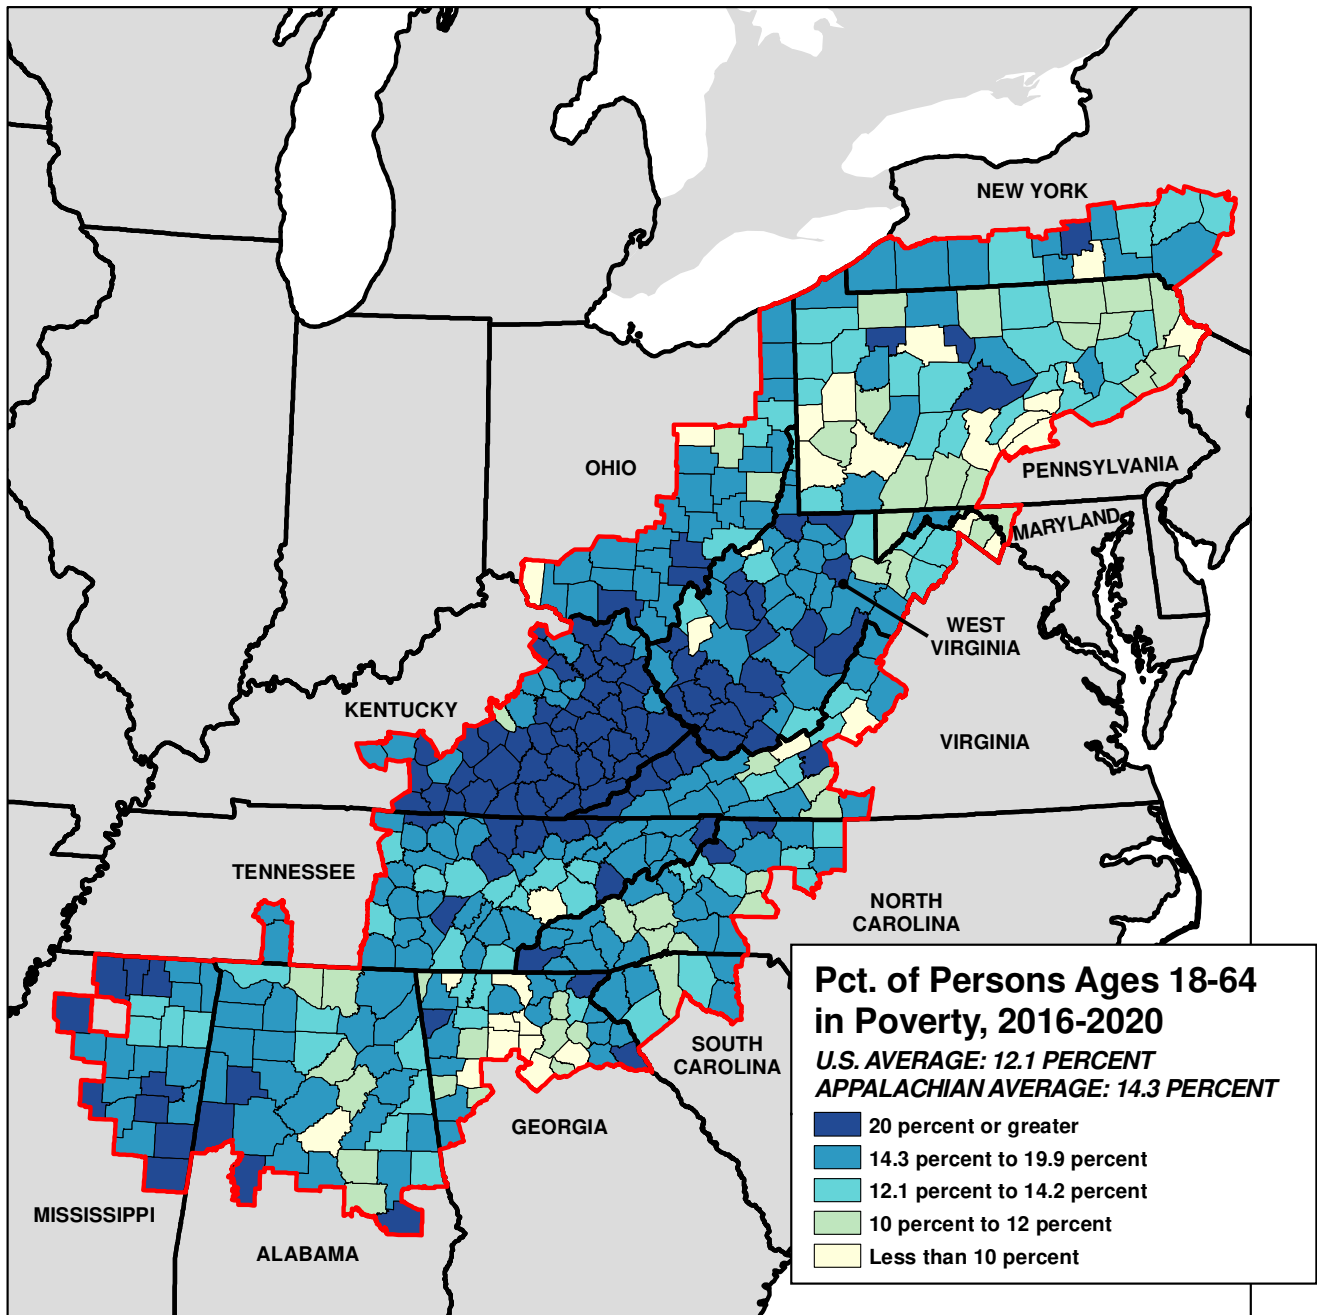 NEW YORK
OHIO
PENNSYLVANIA
MARYLAND
WEST
VIRGINIA
KENTUCKY
VIRGINIA
TENNESSEE
NORTH
CAROLINA
SOUTH
CAROLINA
GEORGIA
MISSISSIPPI
ALABAMA
Pct. of Persons Ages 18-64
in Poverty, 2016-2020
U.S. AVERAGE: 12.1 PERCENT
APPALACHIAN AVERAGE: 14.3 PERCENT
20 percent or greater
14.3 percent to 19.9 percent
12.1 percent to 14.2 percent
10 percent to 12 percent
Less than 10 percent